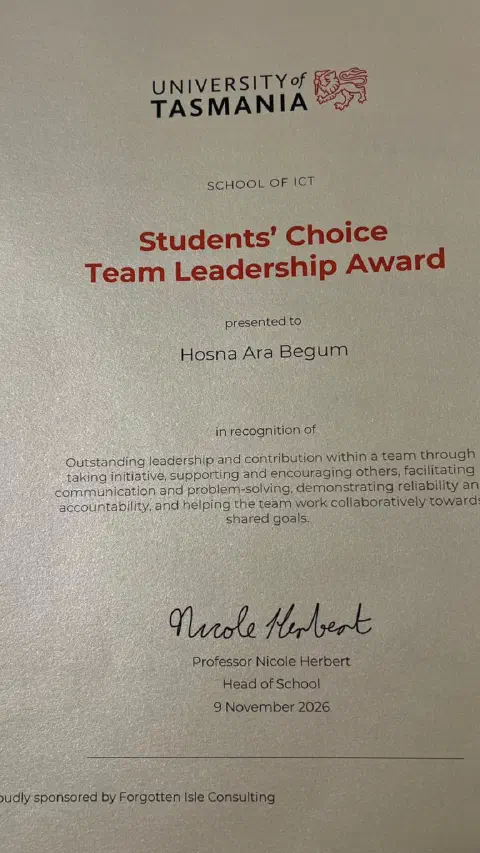 UNIVERSITY of
TASMANIA
SCHOOL OF ICT
Students' Choice
Team Leadership Award
presented to
Hosna Ara Begum
in recognition of
Outstanding leadership and contribution within a team through
taking initiative, supporting and encouraging others, facilitating
communication and problem-solving, demonstrating reliability an
accountability, and helping the team work collaboratively towards
shared goals.
Nicole Herbert
Professor Nicole Herbert
Head of School
9 November 2026
oudly sponsored by Forgotten Isle Consulting